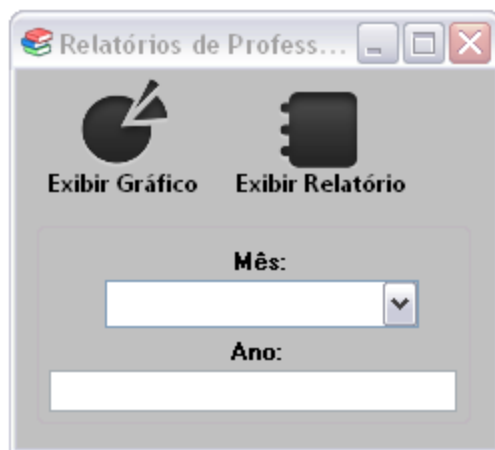 Relatórios de Profess...
Exibir Gráfico Exibir Relatório
Mês:
Ano: